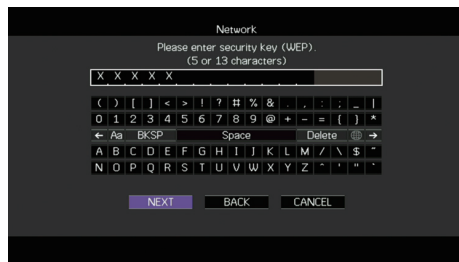 Network
Please enter security key (WEP).
(5 or 13 characters)
X X X X X
( ) [ ] < > ! ? # % & . , : ; _ |
0 1 2 3 4 5 6 7 8 9 @ + - = { } *
← Aa BKSP Space Delete →
A B C D E F G H I J K L M / \ $ ~
N O P Q R S T U V W X Y Z ^ ' " `
NEXT BACK CANCEL